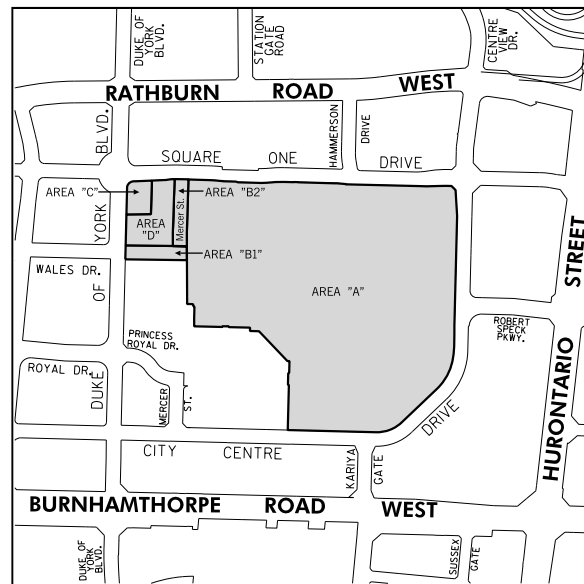 DUKE OF
YORK
BLVD.
STATION
GATE
ROAD
CENTRE
VIEW
DR.
RATHBURN ROAD WEST
BLVD.
HAMMERSON
DRIVE
SQUARE ONE DRIVE
AREA "C"
AREA "B2"
YORK
AREA
"D"
Mercer St.
AREA "B1"
WALES DR.
OF
AREA "A"
STREET
PRINCESS
ROYAL DR.
ROBERT
SPECK
PKWY.
ROYAL DR.
DUKE
MERCER
ST.
DRIVE
HURONTARIO
CITY CENTRE
KARIYA
GATE
BURNHAMTHORPE ROAD WEST
DUKE OF
YORK
BLVD.
SUSSEX
GATE